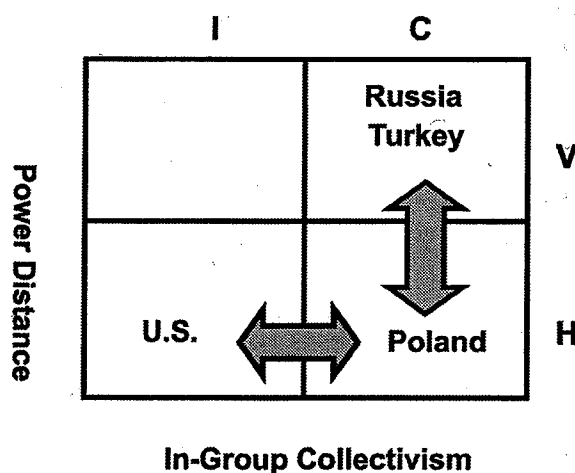 I C
Russia
Turkey
V
Power Distance
U.S.
Poland
H
In-Group Collectivism